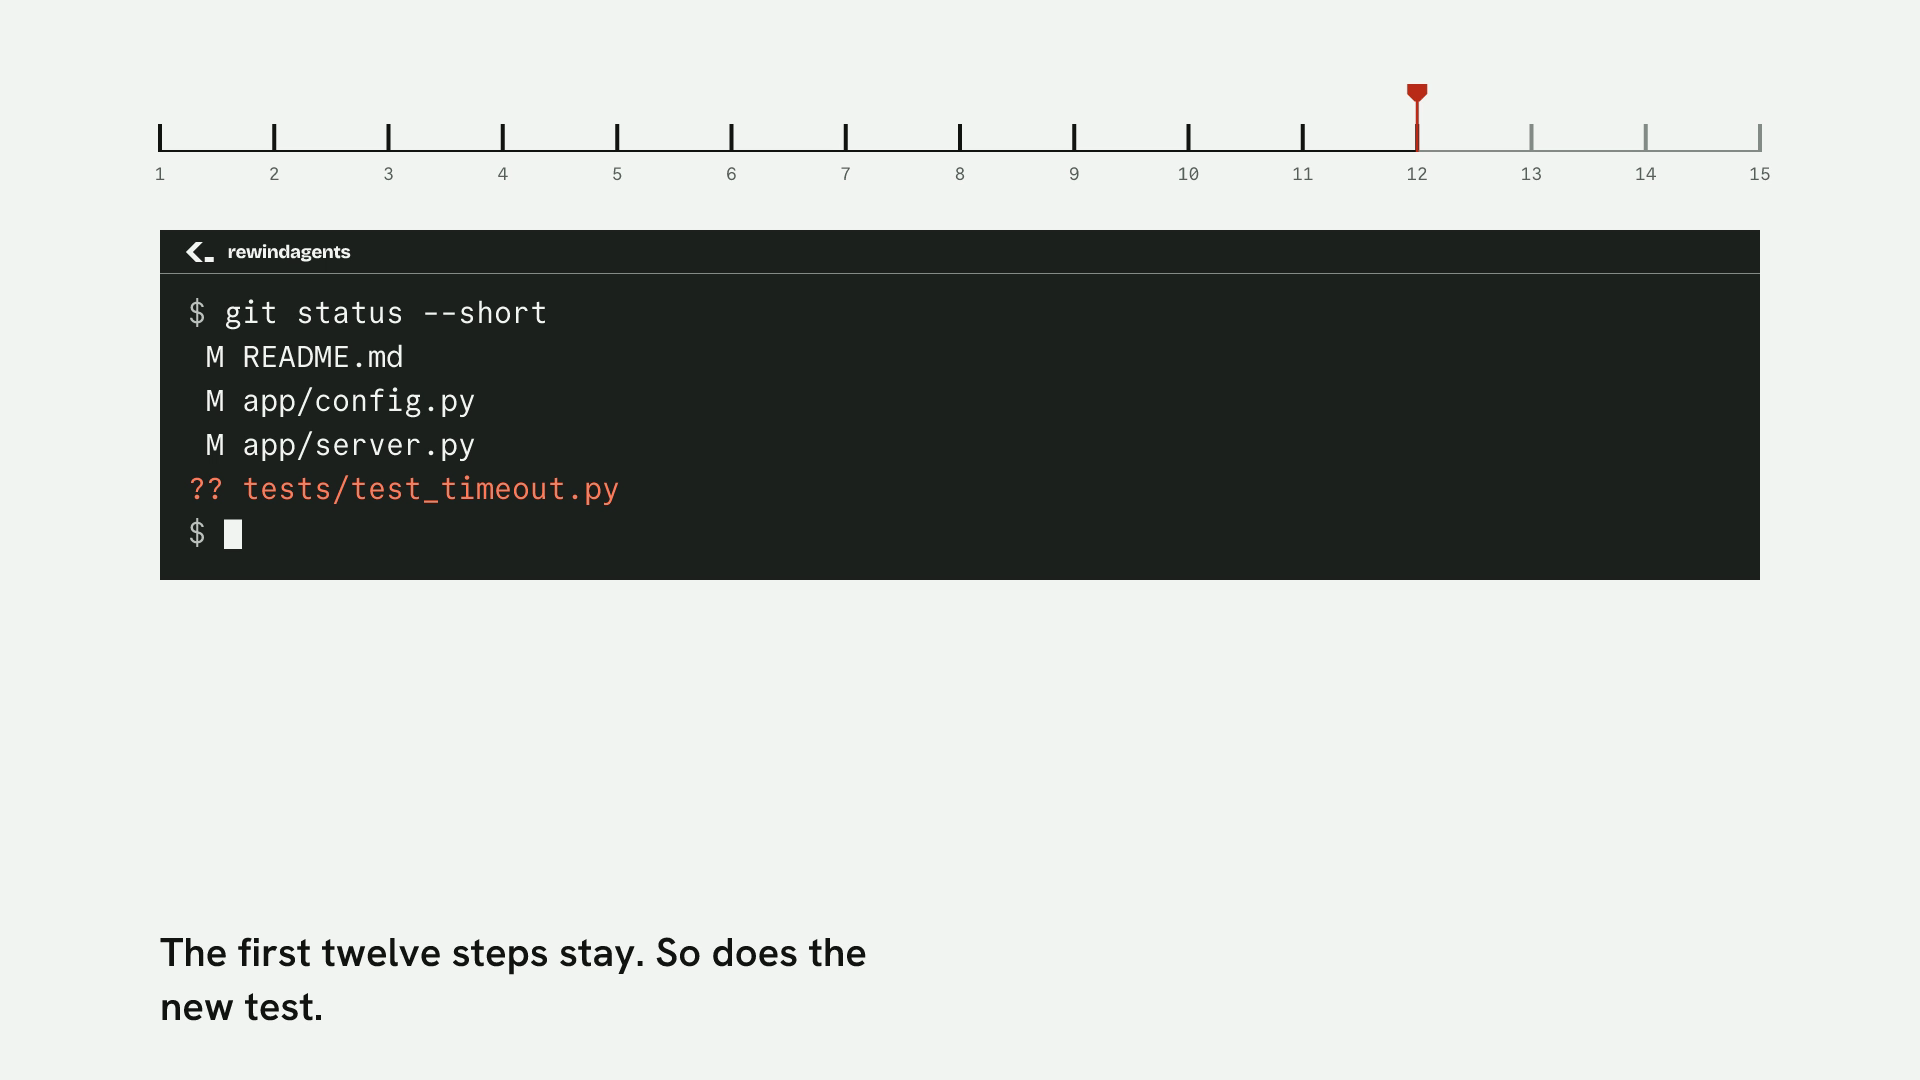 1 2 3 4 5 6 7 8 9 10 11 12 13 14 15
rewindagents
$ git status --short
 M README.md
 M app/config.py
 M app/server.py
?? tests/test_timeout.py
$
The first twelve steps stay. So does the
new test.